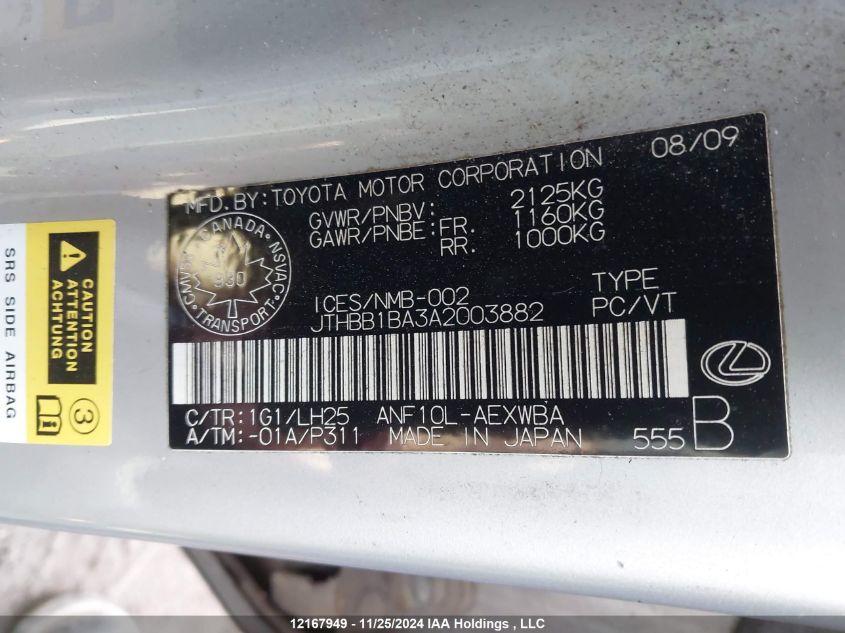 MFD.BY:TOYOTA MOTOR CORPORATION 08/09
GVWR/PNBV: 2125KG
GAWR/PNBE:FR. 1160KG
RR. 1000KG
CANADA
CMVSS NSVAC
930
TRANSPORT
ICES/NMB-002 TYPE
JTHBB1BA3A2003882 PC/VT
C/TR:1G1/LH25 ANF10L-AEXWBA
A/TM:-01A/P311 MADE IN JAPAN 555 B
CAUTION
ATTENTION
ACHTUNG
SRS SIDE AIRBAG
i
3
12167949 - 11/25/2024 IAA Holdings , LLC